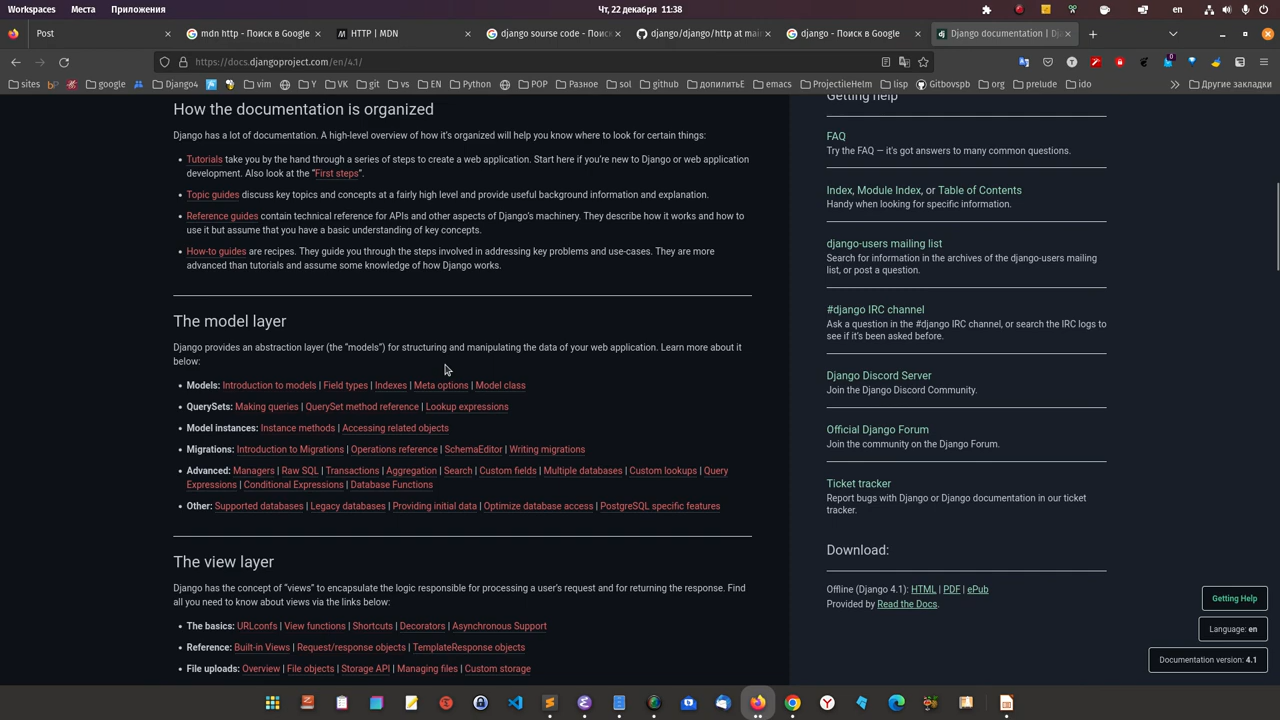 Workspaces Места Приложения Чт, 22 декабря 11:38 en
Post mdn http - Поиск в Google HTTP | MDN django sourse code - Поиск django/django/http at mai django - Поиск в Google Django documentation | Dj
https://docs.djangoproject.com/en/4.1/
sites google Django4 vim Y VK git vs EN Python POP Разное sol github допилитьЕ emacs ProjectileHelm lisp Gitbovspb org prelude ido Другие закладки
How the documentation is organized
Django has a lot of documentation. A high-level overview of how it's organized will help you know where to look for certain things:
• Tutorials take you by the hand through a series of steps to create a web application. Start here if you're new to Django or web application
development. Also look at the "First steps".
• Topic guides discuss key topics and concepts at a fairly high level and provide useful background information and explanation.
• Reference guides contain technical reference for APIs and other aspects of Django's machinery. They describe how it works and how to
use it but assume that you have a basic understanding of key concepts.
• How-to guides are recipes. They guide you through the steps involved in addressing key problems and use-cases. They are more
advanced than tutorials and assume some knowledge of how Django works.
The model layer
Django provides an abstraction layer (the "models") for structuring and manipulating the data of your web application. Learn more about it
below:
• Models: Introduction to models | Field types | Indexes | Meta options | Model class
• QuerySets: Making queries | QuerySet method reference | Lookup expressions
• Model instances: Instance methods | Accessing related objects
• Migrations: Introduction to Migrations | Operations reference | SchemaEditor | Writing migrations
• Advanced: Managers | Raw SQL | Transactions | Aggregation | Search | Custom fields | Multiple databases | Custom lookups | Query
Expressions | Conditional Expressions | Database Functions
• Other: Supported databases | Legacy databases | Providing initial data | Optimize database access | PostgreSQL specific features
The view layer
Django has the concept of "views" to encapsulate the logic responsible for processing a user's request and for returning the response. Find
all you need to know about views via the links below:
• The basics: URLconfs | View functions | Shortcuts | Decorators | Asynchronous Support
• Reference: Built-in Views | Request/response objects | TemplateResponse objects
• File uploads: Overview | File objects | Storage API | Managing files | Custom storage
Getting help
FAQ
Try the FAQ — it's got answers to many common questions.
Index, Module Index, or Table of Contents
Handy when looking for specific information.
django-users mailing list
Search for information in the archives of the django-users mailing
list, or post a question.
#django IRC channel
Ask a question in the #django IRC channel, or search the IRC logs to
see if it's been asked before.
Django Discord Server
Join the Django Discord Community.
Official Django Forum
Join the community on the Django Forum.
Ticket tracker
Report bugs with Django or Django documentation in our ticket
tracker.
Download:
Offline (Django 4.1): HTML | PDF | ePub
Provided by Read the Docs.
Getting Help
Language: en
Documentation version: 4.1